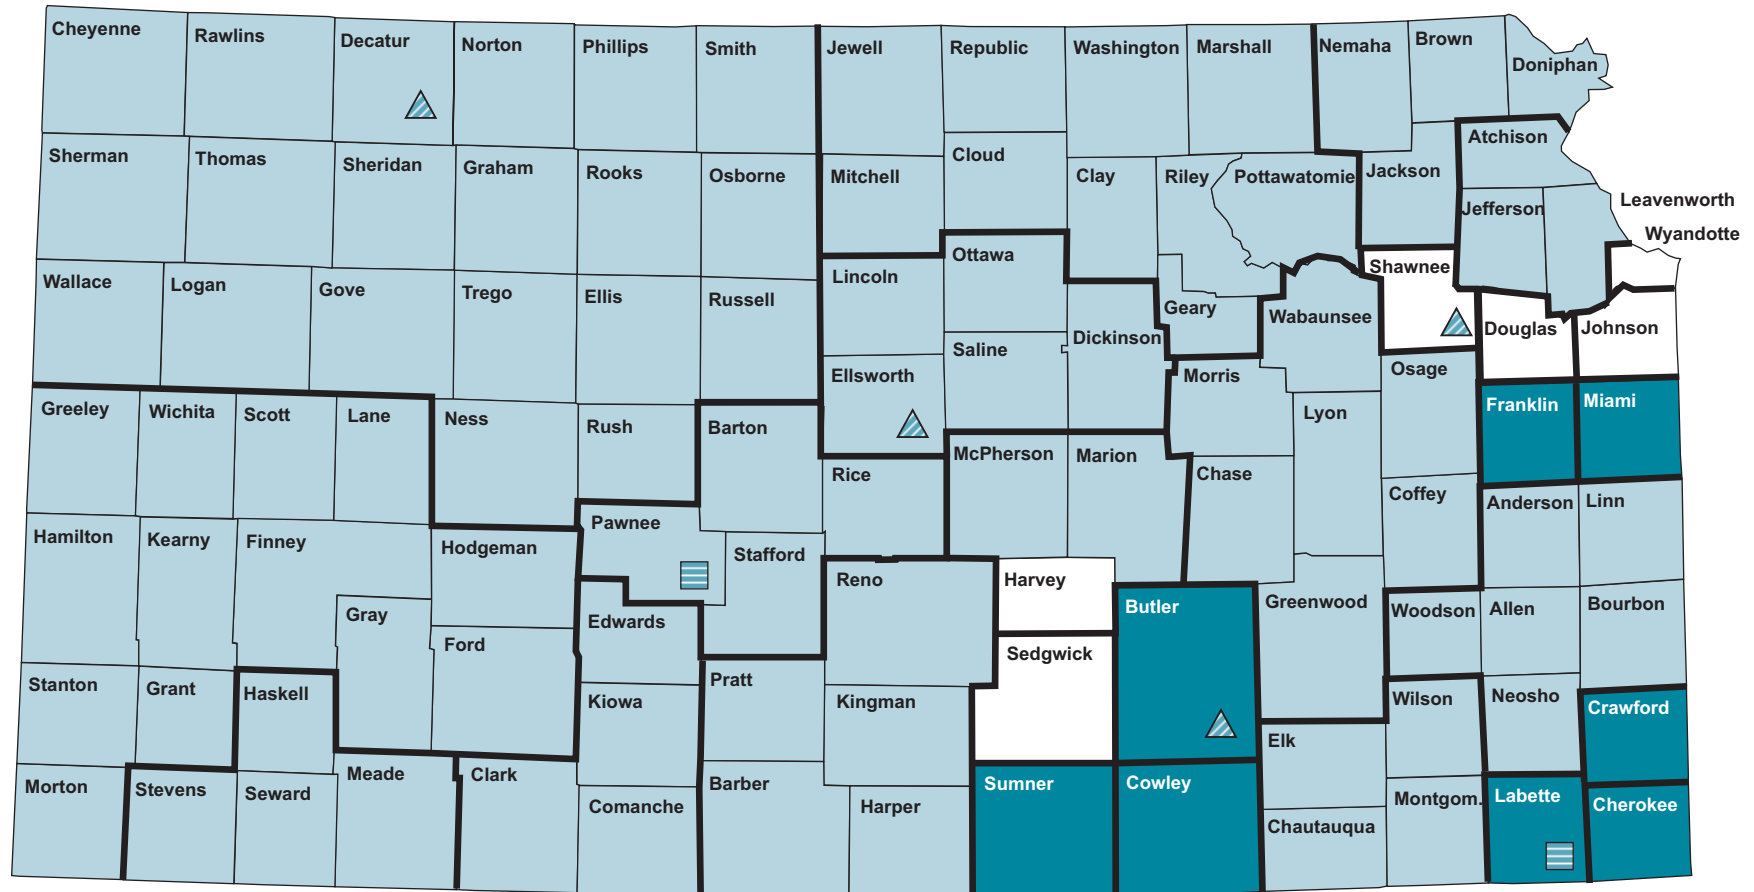 Cheyenne
Rawlins
Decatur
Norton
Phillips
Smith
Jewell
Republic
Washington
Marshall
Nemaha
Brown
Doniphan
Sherman
Thomas
Sheridan
Graham
Rooks
Osborne
Mitchell
Cloud
Clay
Riley
Pottawatomie
Jackson
Atchison
Jefferson
Leavenworth
Wyandotte
Wallace
Logan
Gove
Trego
Ellis
Russell
Lincoln
Ottawa
Saline
Dickinson
Geary
Wabaunsee
Shawnee
Douglas
Johnson
Greeley
Wichita
Scott
Lane
Ness
Rush
Barton
Ellsworth
Rice
McPherson
Marion
Morris
Chase
Lyon
Osage
Coffey
Franklin
Miami
Anderson
Linn
Hamilton
Kearny
Finney
Gray
Hodgeman
Ford
Pawnee
Stafford
Edwards
Reno
Harvey
Sedgwick
Butler
Greenwood
Woodson
Allen
Bourbon
Stanton
Grant
Haskell
Kiowa
Pratt
Kingman
Elk
Wilson
Neosho
Crawford
Morton
Stevens
Seward
Meade
Clark
Comanche
Barber
Harper
Sumner
Cowley
Chautauqua
Montgom.
Labette
Cherokee